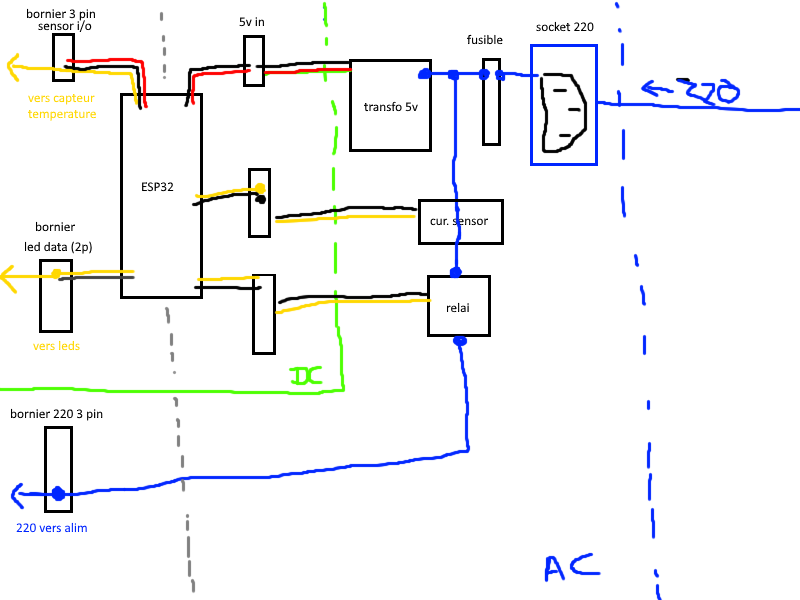 bornier 3 pin
sensor i/o
5v in
socket 220
fusible
220
vers capteur
temperature
transfo 5v
ESP32
cur. sensor
bornier
led data (2p)
relai
vers leds
DC
bornier 220 3 pin
220 vers alim
AC